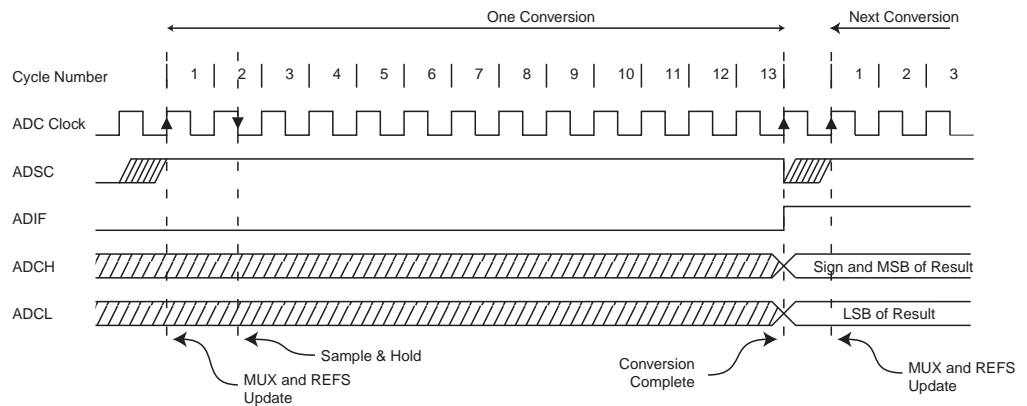 One Conversion Next Conversion
Cycle Number 1 2 3 4 5 6 7 8 9 10 11 12 13 1 2 3
ADC Clock
ADSC
ADIF
ADCH Sign and MSB of Result
ADCL LSB of Result
Sample & Hold
MUX and REFS
Update
Conversion
Complete
MUX and REFS
Update